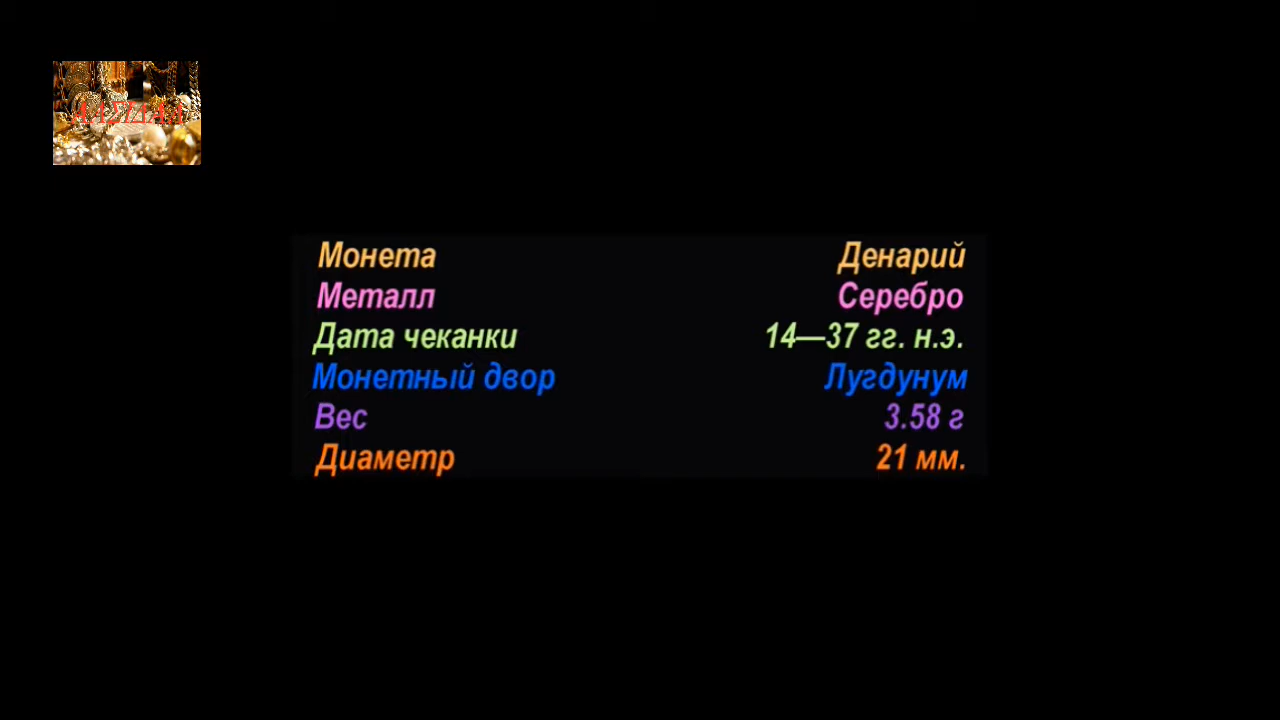 Монета Денарий
Металл Серебро
Дата чеканки 14—37 гг. н.э.
Монетный двор Лугдунум
Вес 3.58 г
Диаметр 21 мм.